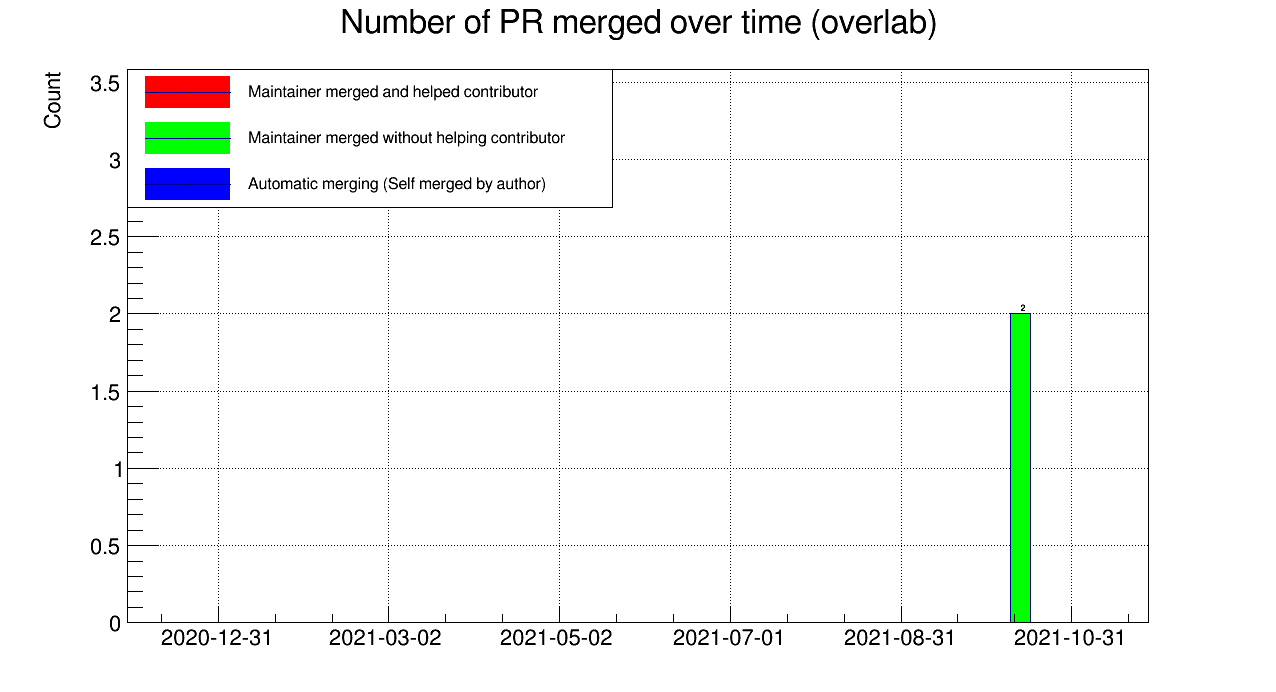 Number of PR merged over time (overlab)
Count
3.5
3
2.5
2
1.5
1
0.5
0
Maintainer merged and helped contributor
Maintainer merged without helping contributor
Automatic merging (Self merged by author)
2
2020-12-31 2021-03-02 2021-05-02 2021-07-01 2021-08-31 2021-10-31